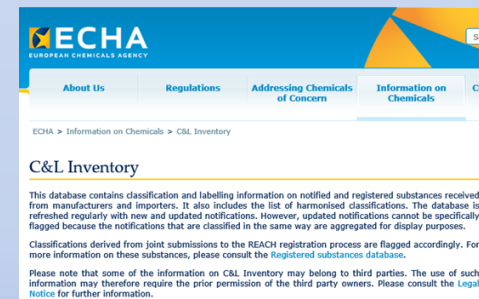 ECHA
EUROPEAN CHEMICALS AGENCY
About Us
Regulations
Addressing Chemicals
of Concern
Information on
Chemicals
ECHA > Information on Chemicals > C&L Inventory
C&L Inventory
This database contains classification and labelling information on notified and registered substances received
from manufacturers and importers. It also includes the list of harmonised classifications. The database is
refreshed regularly with new and updated notifications. However, updated notifications cannot be specifically
flagged because the notifications that are classified in the same way are aggregated for display purposes.
Classifications derived from joint submissions to the REACH registration process are flagged accordingly. For
more information on these substances, please consult the Registered substances database.
Please note that some of the information on C&L Inventory may belong to third parties. The use of such
information may therefore require the prior permission of the third party owners. Please consult the Legal
Notice for further information.